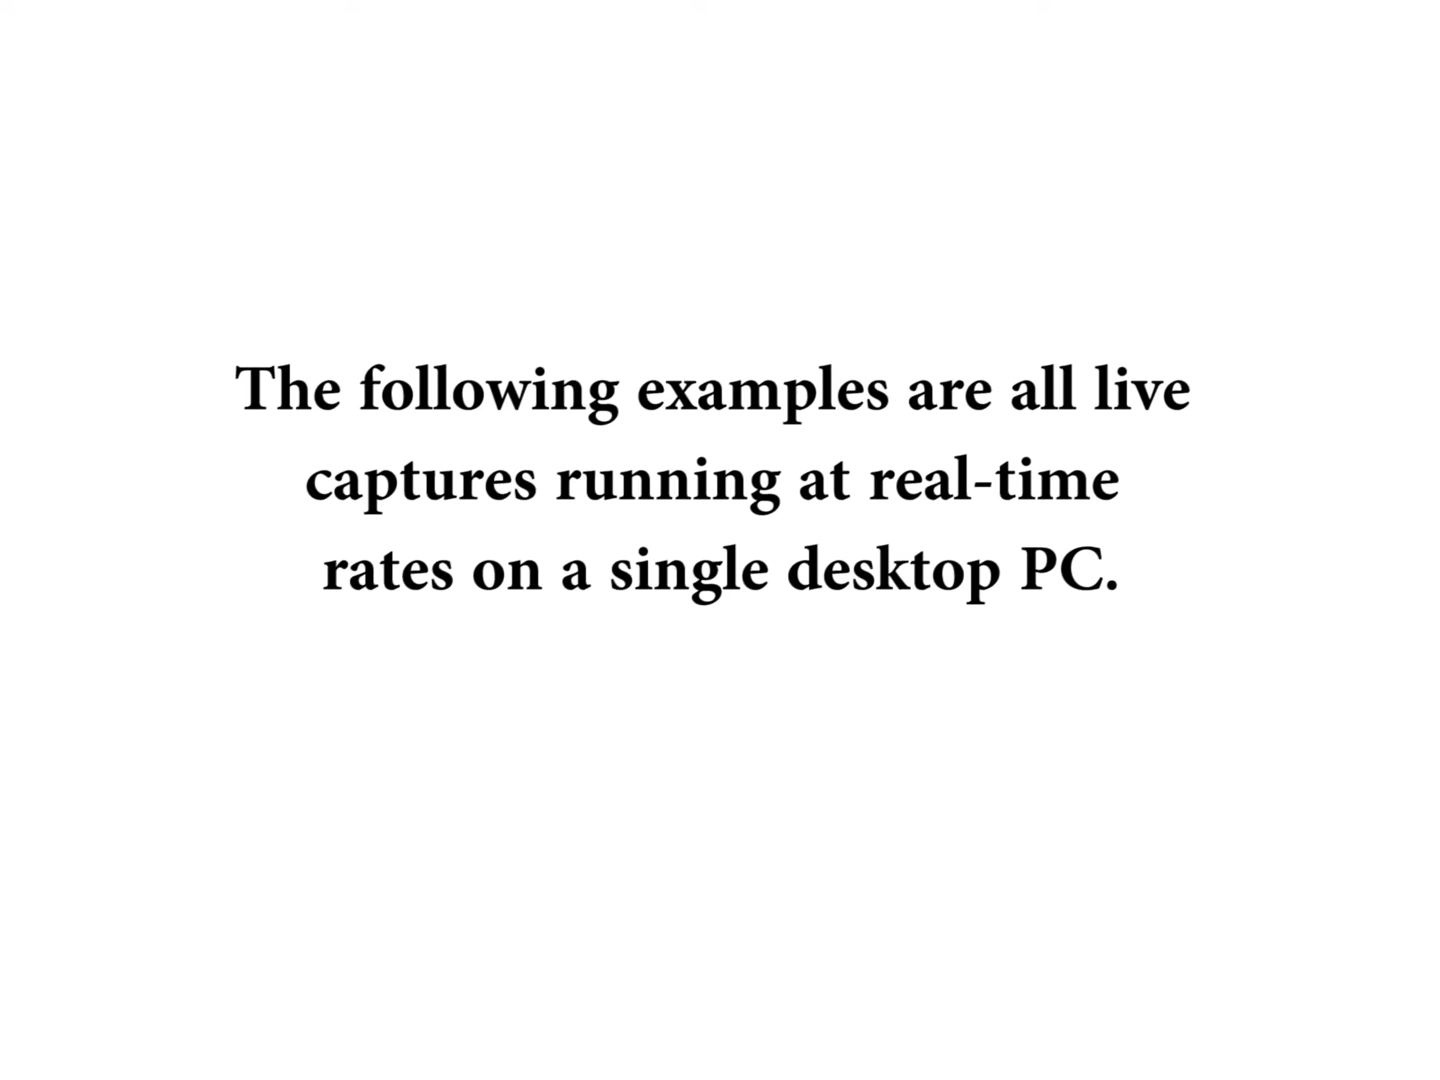 The following examples are all live
captures running at real-time
rates on a single desktop PC.